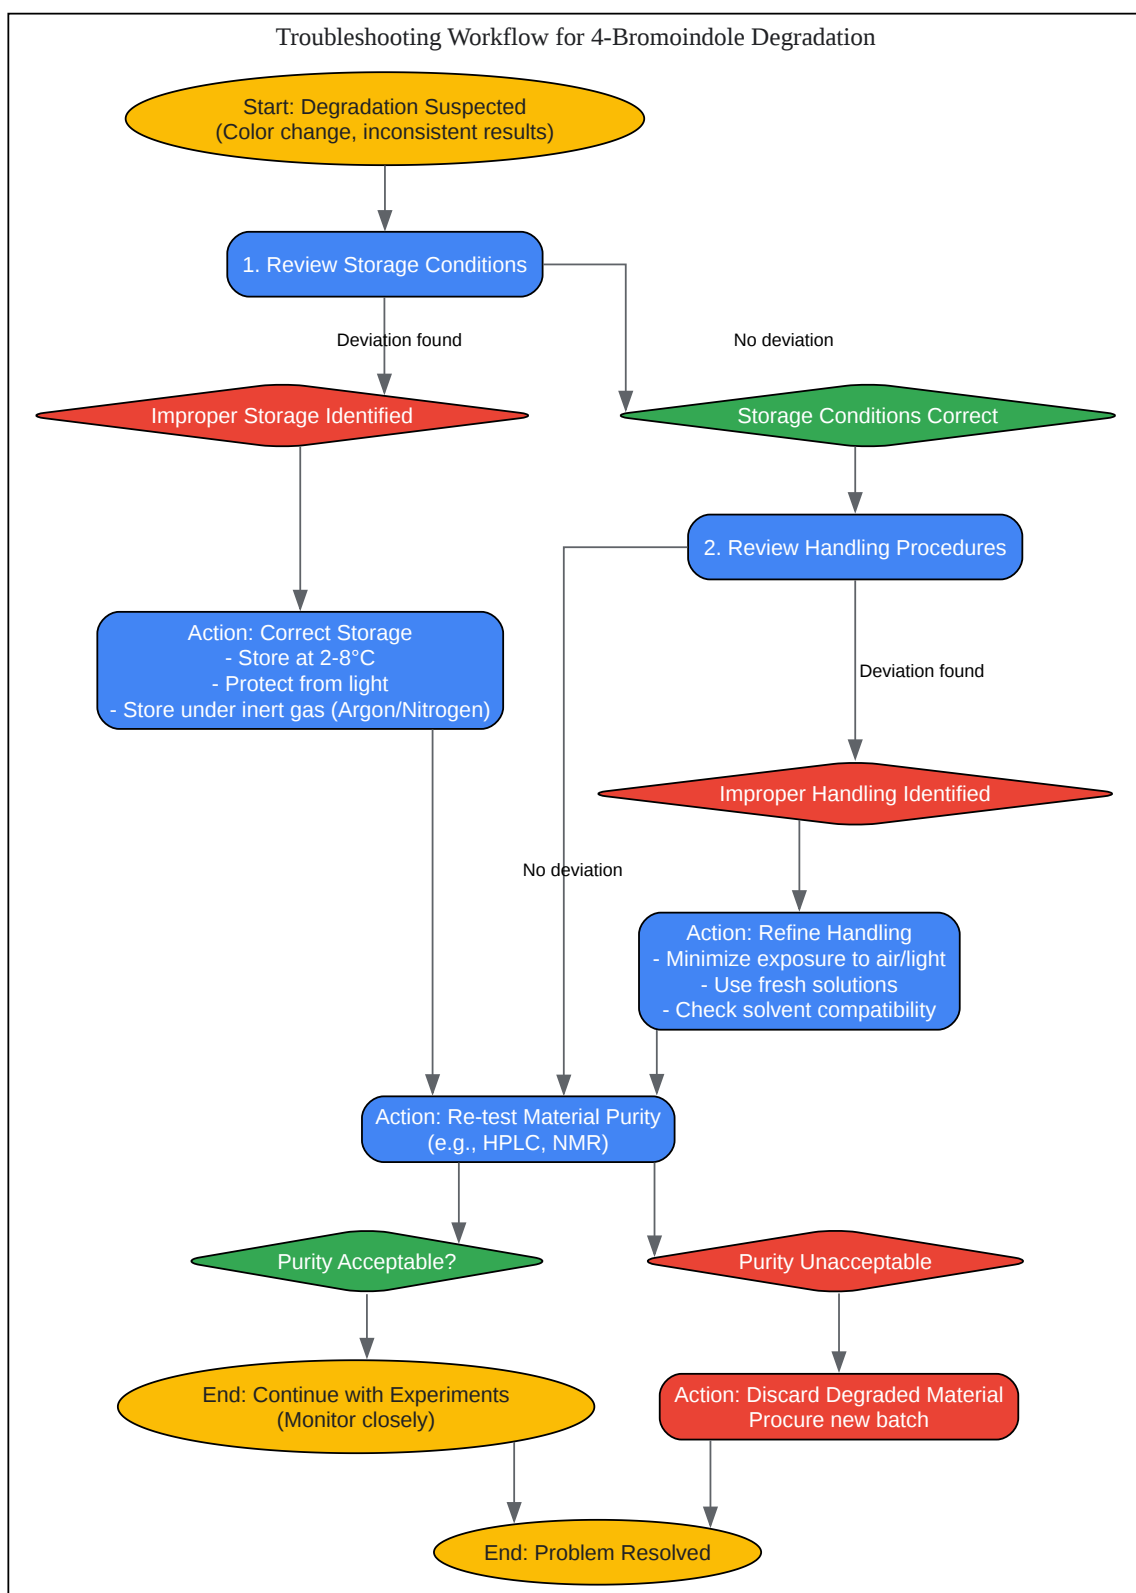 Troubleshooting Workflow for 4-Bromoindole Degradation
Start: Degradation Suspected
(Color change, inconsistent results)
1. Review Storage Conditions
Deviation found
No deviation
Improper Storage Identified
Storage Conditions Correct
2. Review Handling Procedures
Action: Correct Storage
- Store at 2-8°C
- Protect from light
- Store under inert gas (Argon/Nitrogen)
Deviation found
Improper Handling Identified
No deviation
Action: Refine Handling
- Minimize exposure to air/light
- Use fresh solutions
- Check solvent compatibility
Action: Re-test Material Purity
(e.g., HPLC, NMR)
Purity Acceptable?
Purity Unacceptable
End: Continue with Experiments
(Monitor closely)
Action: Discard Degraded Material
Procure new batch
End: Problem Resolved